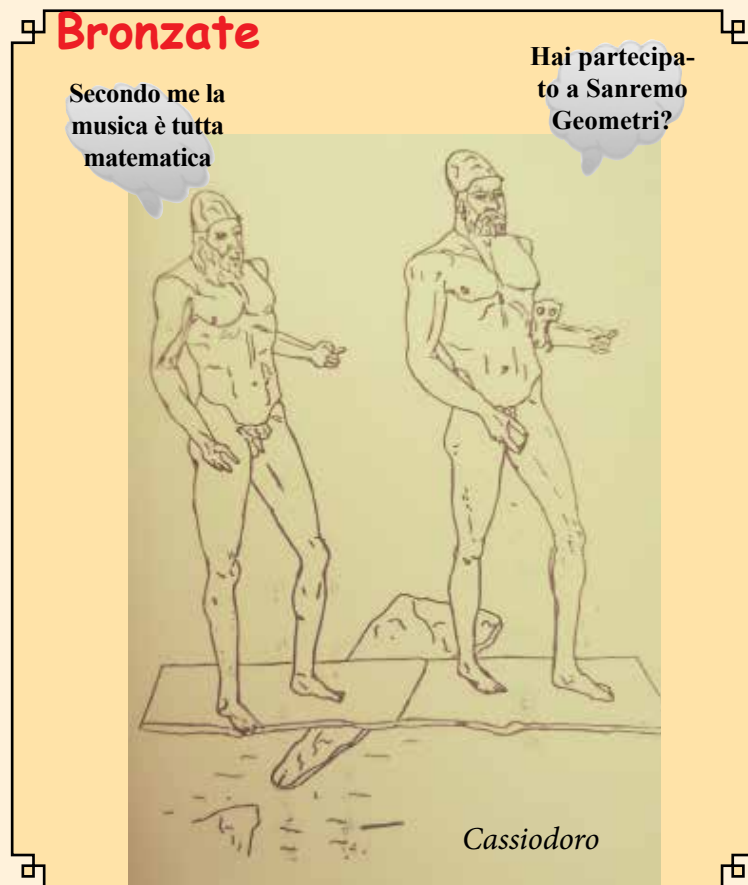 Bronzate
Secondo me la
musica è tutta
matematica
Hai partecipa-
to a Sanremo
Geometri?
Cassiodoro